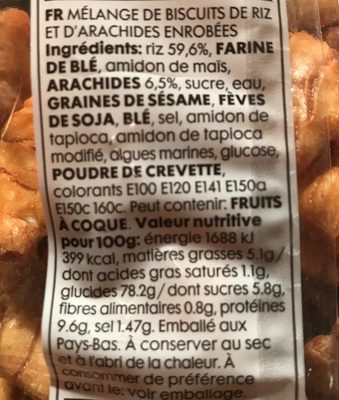 FR MÉLANGE DE BISCUITS DE RIZ
ET D'ARACHIDES ENROBÉES
Ingrédients: riz 59,6%, FARINE
DE BLÉ, amidon de maïs,
ARACHIDES 6,5%, sucre, eau,
GRAINES DE SÉSAME, FÈVES
DE SOJA, BLÉ, sel, amidon de
tapioca, amidon de tapioca
modifié, algues marines, glucose,
POUDRE DE CREVETTE,
colorants E100 E120 E141 E150a
E150c 160c. Peut contenir: FRUITS
À COQUE. Valeur nutritive
pour 100g: énergie 1688 kJ
399 kcal, matières grasses 5.1g/
dont acides gras saturés 1.1g,
glucides 78.2g/ dont sucres 5.8g,
fibres alimentaires 0.8g, protéines
9.6g, sel 1.47g. Emballé aux
Pays-Bas. À conserver au sec
et à l'abri de la chaleur. À
consommer de préférence
avant le: voir emballage.